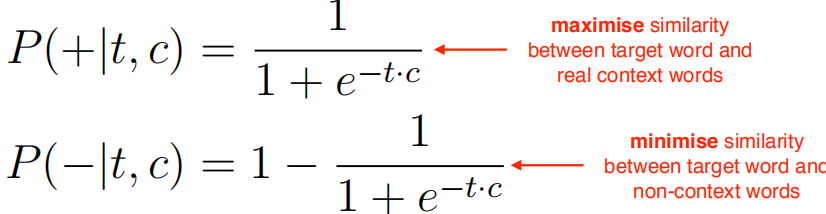 P(+|t, c) = 1 / (1 + e^{-t·c})
maximise similarity
between target word and
real context words
P(−|t, c) = 1 − 1 / (1 + e^{-t·c})
minimise similarity
between target word and
non-context words